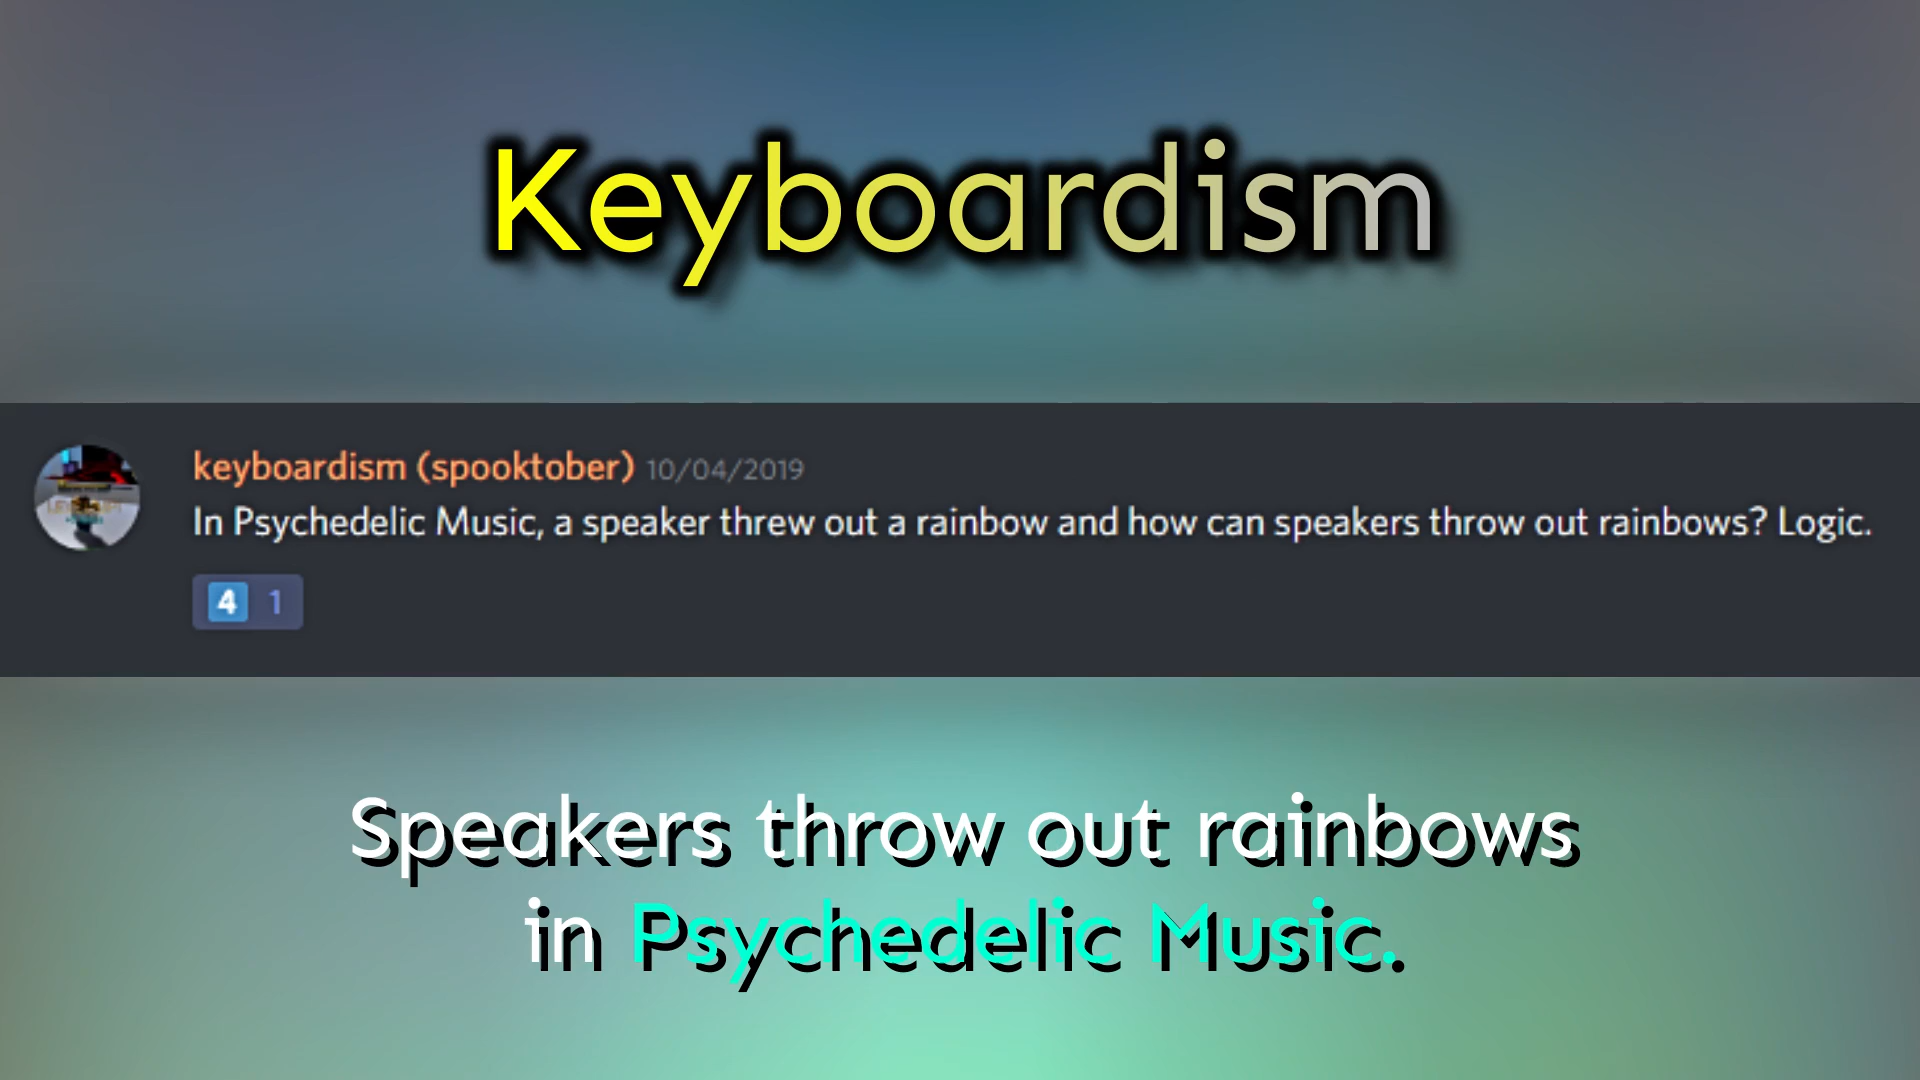 Keyboardism
keyboardism (spooktober) 10/04/2019
In Psychedelic Music, a speaker threw out a rainbow and how can speakers throw out rainbows? Logic.
4 1
Speakers throw out rainbows
in Psychedelic Music.